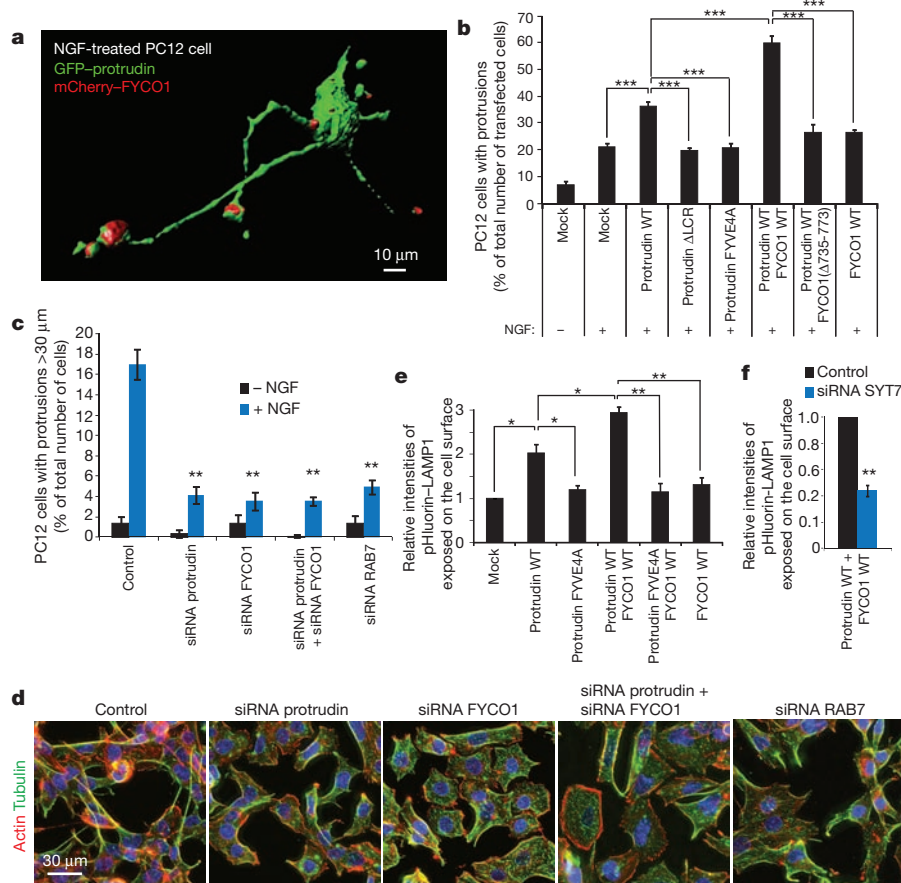 a
NGF-treated PC12 cell
GFP–protrudin
mCherry–FYCO1
10 μm
b
PC12 cells with protrusions
(% of total number of transfected cells)
70
60
50
40
30
20
10
0
***
***
***
***
***
***
Mock
Mock
Protrudin WT
Protrudin ΔLCR
Protrudin FYVE4A
Protrudin WT
FYCO1 WT
Protrudin WT
FYCO1(Δ735-773)
FYCO1 WT
NGF:
–
+
+
+
+
+
+
+
c
PC12 cells with protrusions >30 μm
(% of total number of cells)
20
18
16
14
12
10
8
6
4
2
0
– NGF
+ NGF
**
**
**
**
Control
siRNA protrudin
siRNA FYCO1
siRNA protrudin
+ siRNA FYCO1
siRNA RAB7
e
Relative intensities of
pHluorin–LAMP1
exposed on the cell surface
3
2
1
0
*
*
*
**
**
Mock
Protrudin WT
Protrudin FYVE4A
Protrudin WT
FYCO1 WT
Protrudin FYVE4A
FYCO1 WT
FYCO1 WT
f
Control
siRNA SYT7
Relative intensities of
pHluorin-LAMP1
exposed on the cell surface
1
0.2
0.1
0
**
Protrudin WT +
FYCO1 WT
d
Control
siRNA protrudin
siRNA FYCO1
siRNA protrudin +
siRNA FYCO1
siRNA RAB7
Actin Tubulin
30 μm